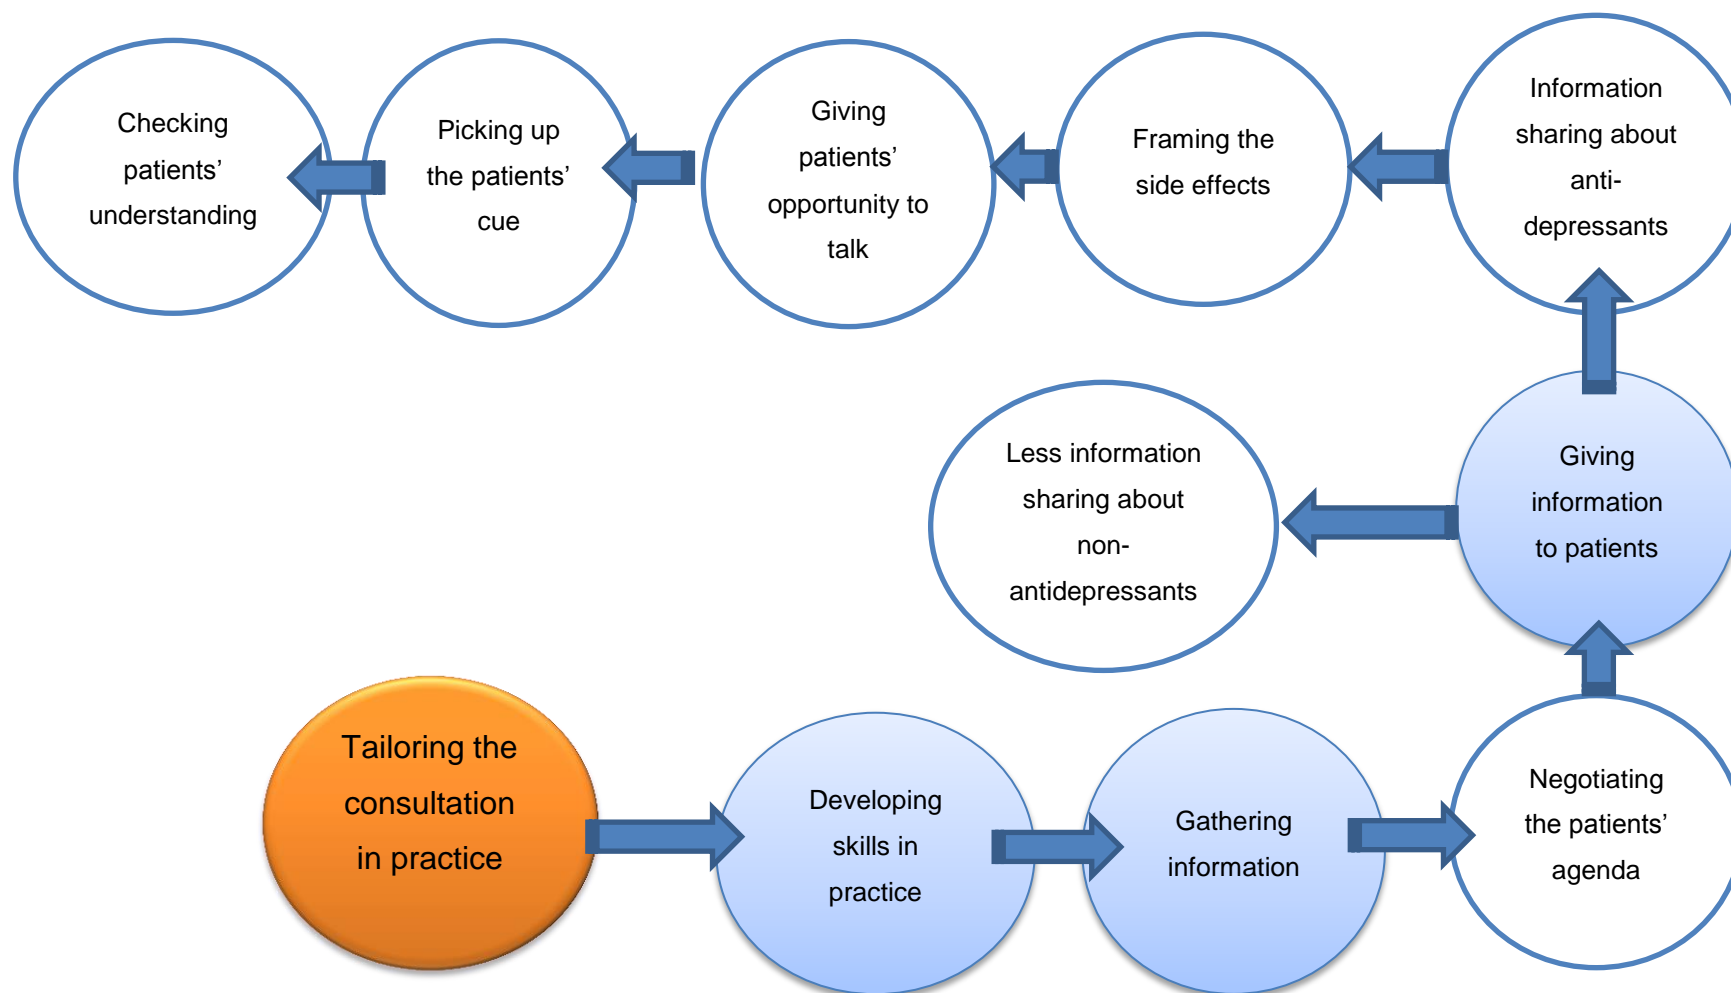 Checking
patients’
understanding
Picking up
the patients’
cue
Giving
patients’
opportunity to
talk
Framing the
side effects
Information
sharing about
anti-
depressants
Less information
sharing about
non-
antidepressants
Giving
information
to patients
Tailoring the
consultation
in practice
Developing
skills in
practice
Gathering
information
Negotiating
the patients’
agenda